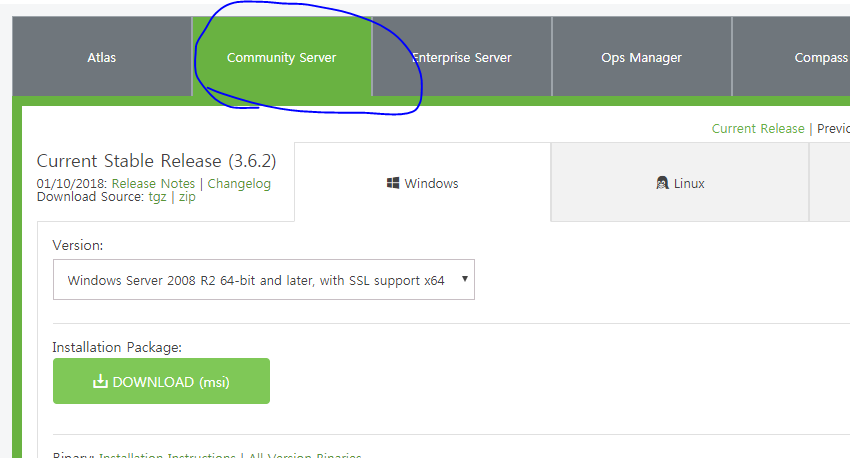 Atlas
Community Server
Enterprise Server
Ops Manager
Compass
Current Release | Previo
Current Stable Release (3.6.2)
01/10/2018: Release Notes | Changelog
Download Source: tgz | zip
Windows
Linux
Version:
Windows Server 2008 R2 64-bit and later, with SSL support x64
Installation Package:
DOWNLOAD (msi)
Binary: Installation Instructions | All Version Binaries